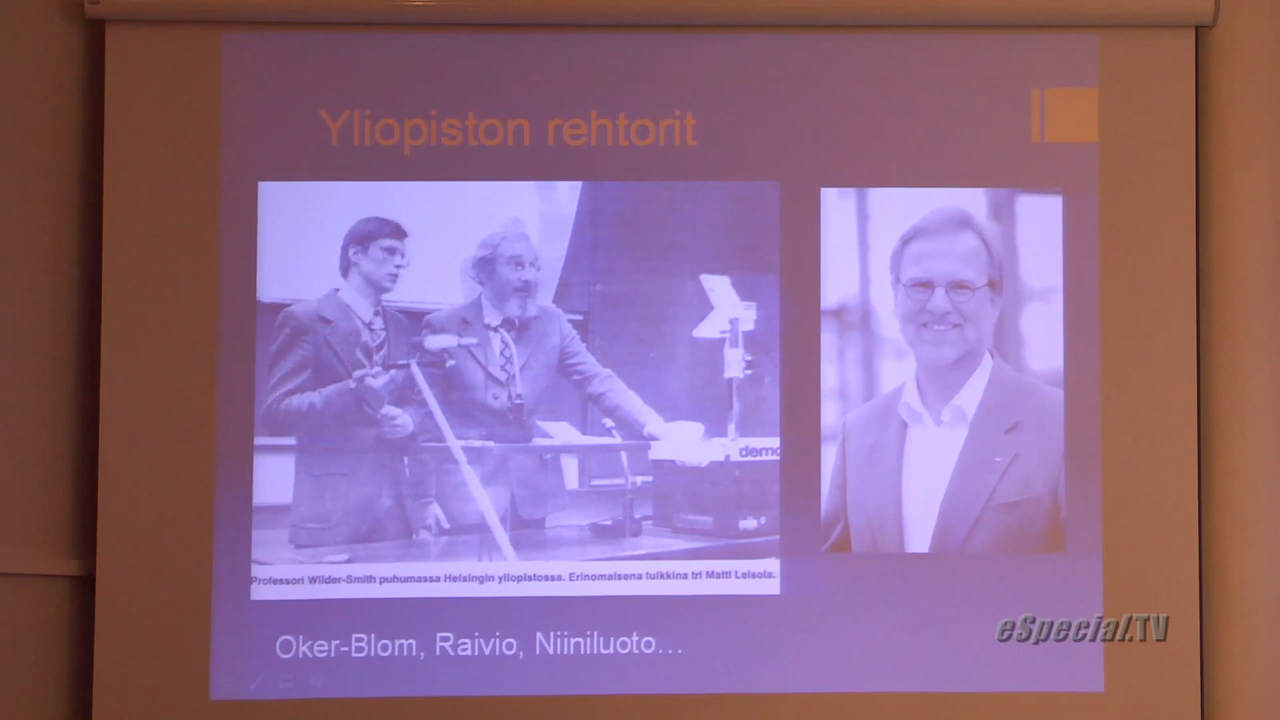 Yliopiston rehtorit
demo
Professori Wilder-Smith puhumassa Helsingin yliopistossa. Erinomaisena tulkkina tri Matti Leisola.
Oker-Blom, Raivio, Niiniluoto...
eSpecial.TV